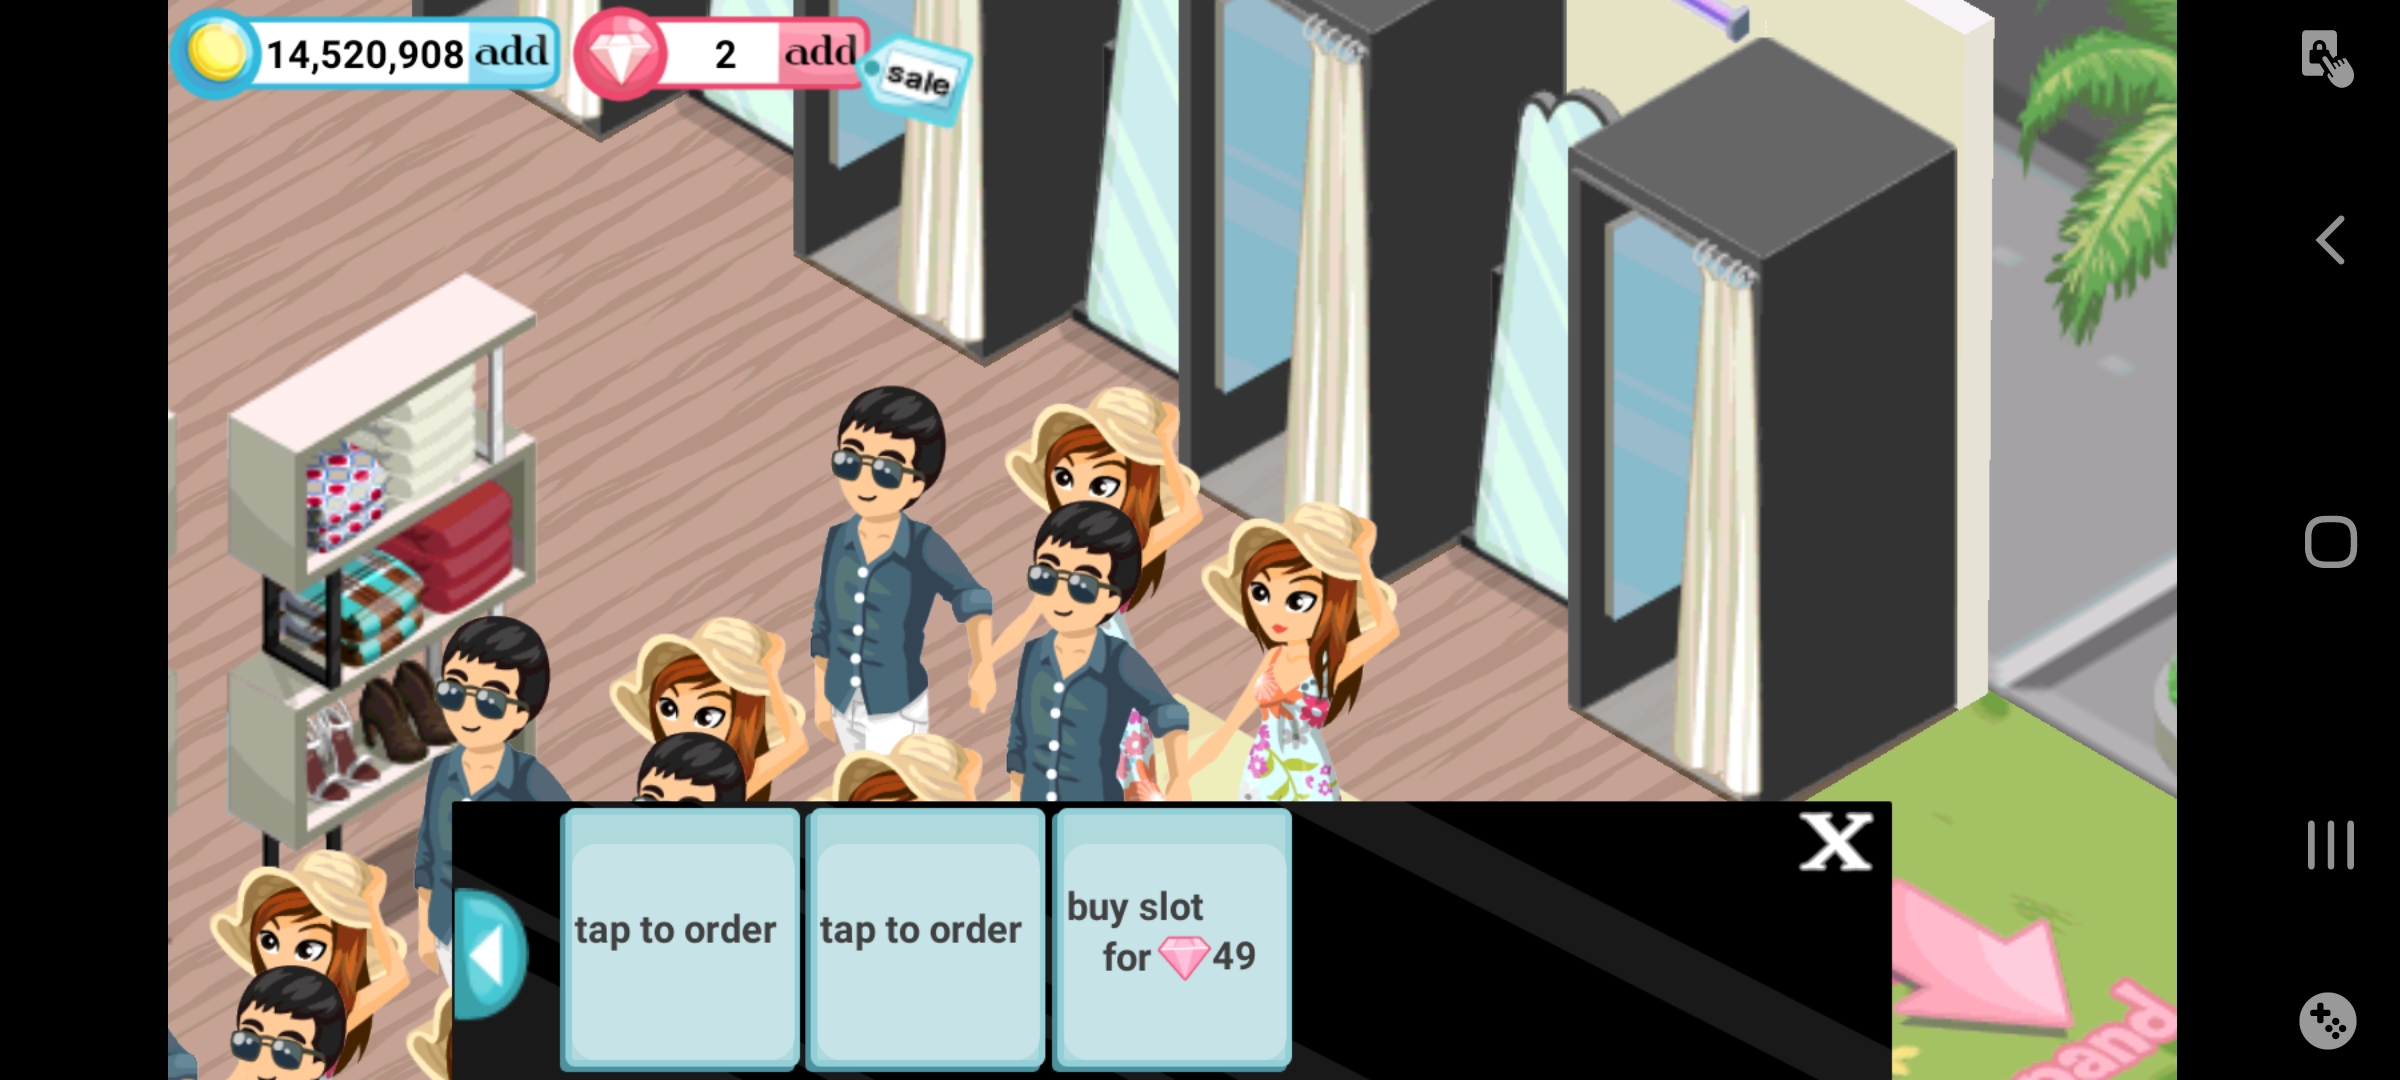 14,520,908 add
2 add
sale
tap to order
tap to order
buy slot
for 49
X